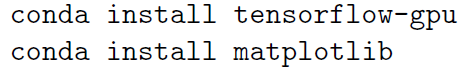 conda install tensorflow-gpu
conda install matplotlib